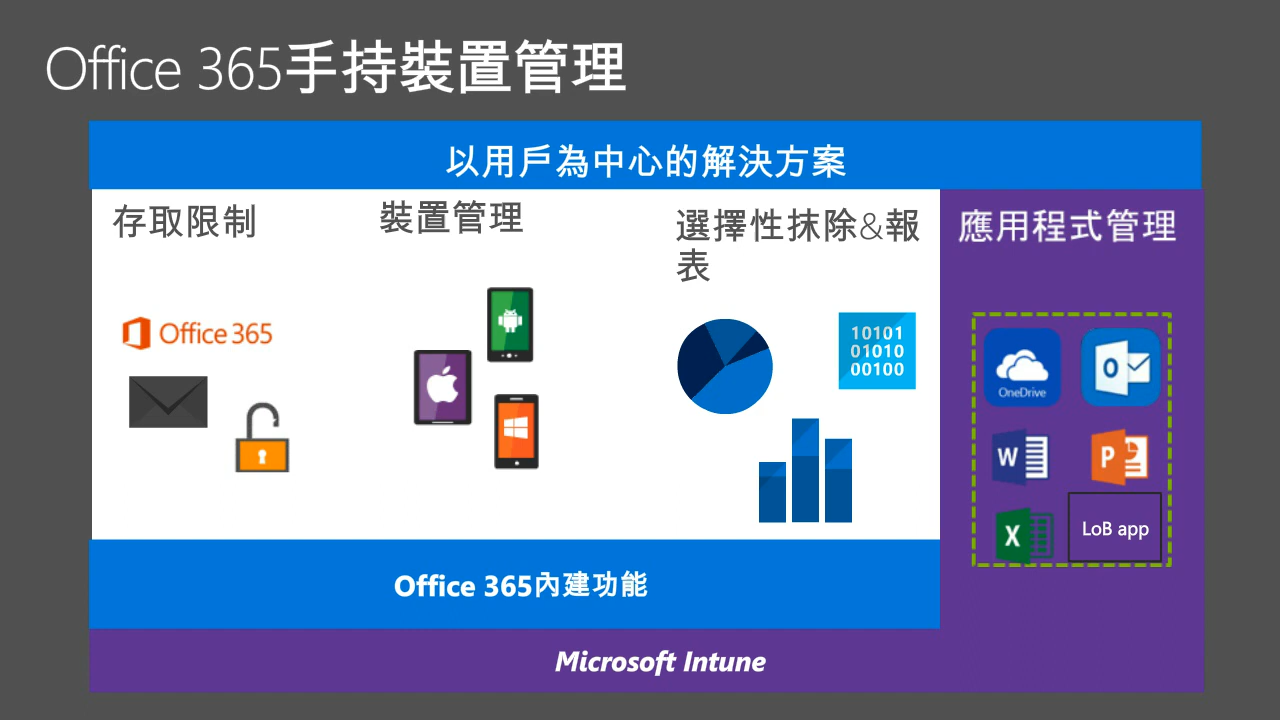 Office 365手持裝置管理
以用戶為中心的解決方案
存取限制
裝置管理
選擇性抹除&報
表
應用程式管理
Office 365
10101
01010
00100
OneDrive
O
W
P
X
LoB app
Office 365內建功能
Microsoft Intune